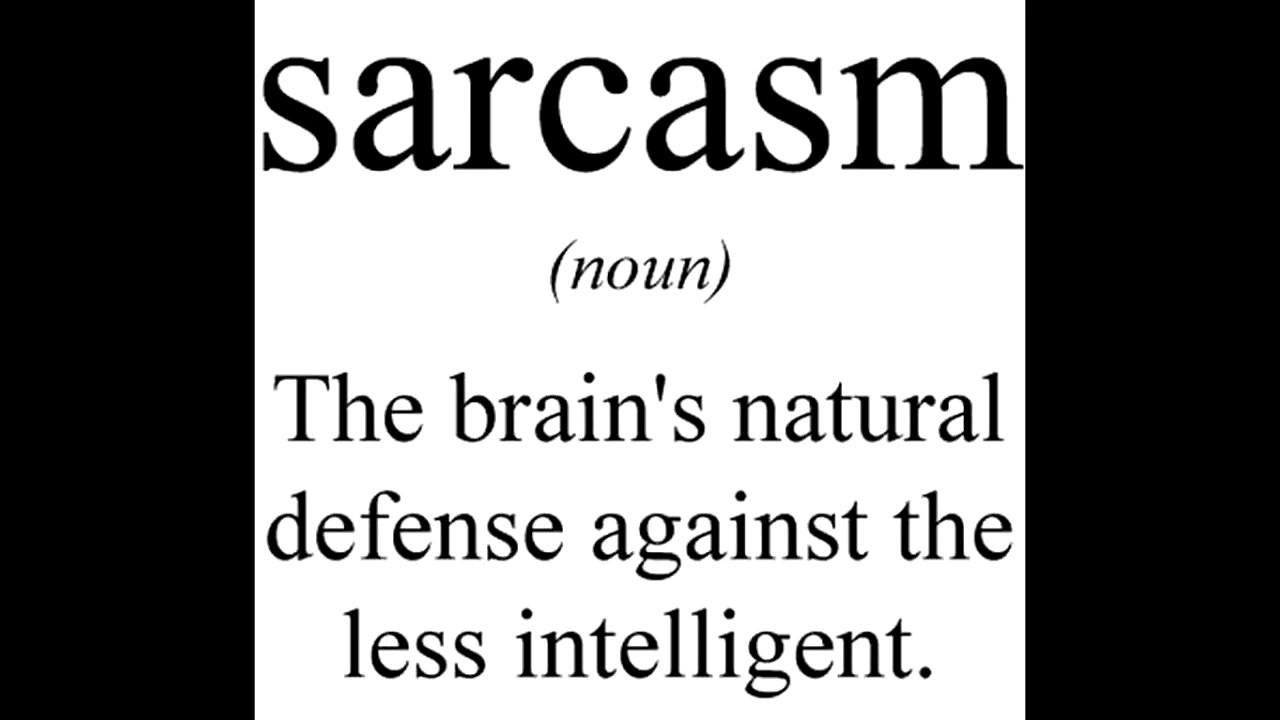 sarcasm
(noun)
The brain's natural
defense against the
less intelligent.